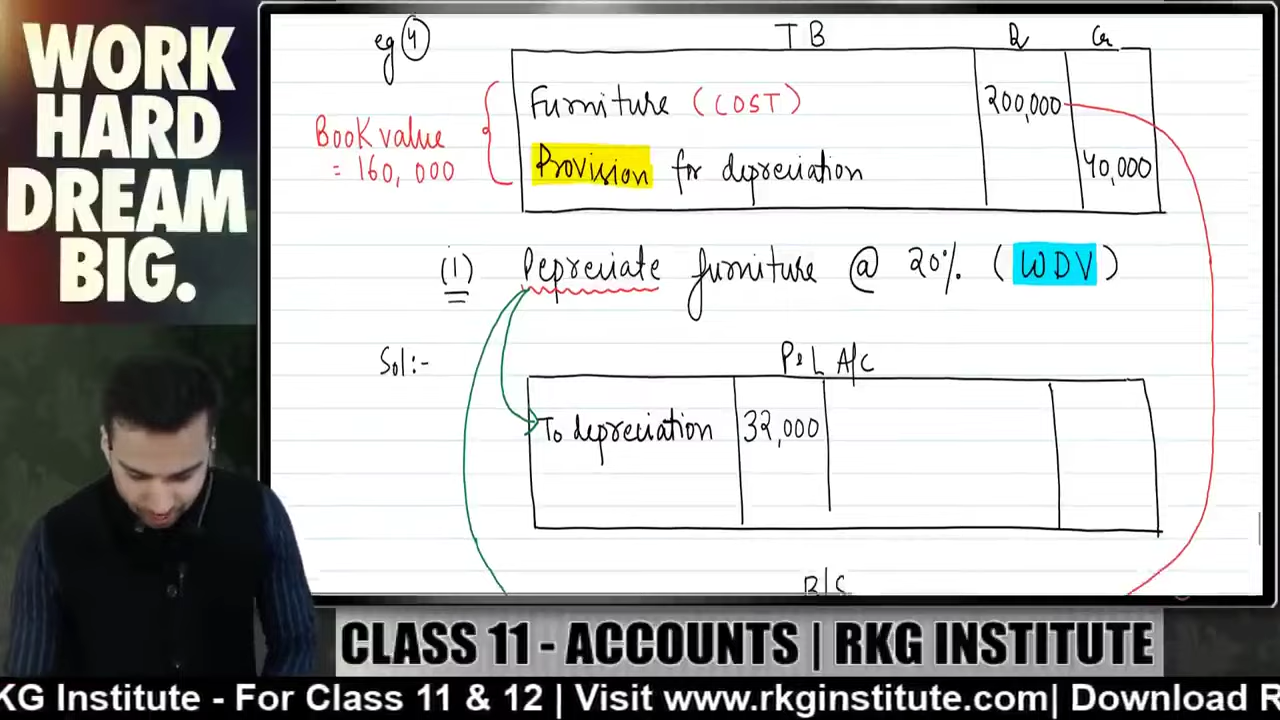 WORK
HARD
DREAM
BIG.
eg 4
TB Dr Cr
Furniture (COST) 200,000
Book value
= 160,000
Provision for depreciation 40,000
(1) Depreciate furniture @ 20% (WDV)
Sol:-
P&L A/C
To depreciation 32,000
B/S
CLASS 11 - ACCOUNTS | RKG INSTITUTE
KG Institute - For Class 11 & 12 | Visit www.rkginstitute.com| Download R